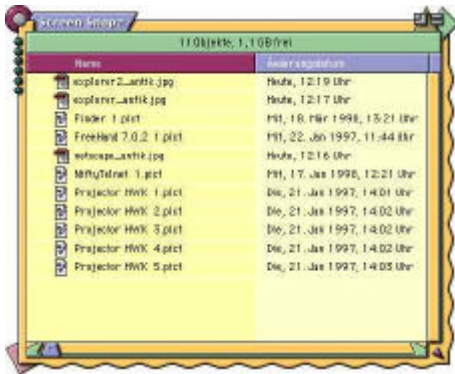 Screen Snapz
11 Objekte, 1,1 GB frei
Name Änderungsdatum
explorer2_antik.jpg Heute, 12:19 Uhr
explorer_antik.jpg Heute, 12:17 Uhr
Finder 1.pict Mit, 18. Mär 1998, 13:21 Uhr
FreeHand 7.0.2 1.pict Mit, 22. Jan 1997, 11:44 Uhr
netscape_antik.jpg Heute, 12:16 Uhr
NiftyTelnet 1.pict Mit, 17. Jun 1998, 12:21 Uhr
Projector HWK 1.pict Die, 21. Jan 1997, 14:01 Uhr
Projector HWK 2.pict Die, 21. Jan 1997, 14:02 Uhr
Projector HWK 3.pict Die, 21. Jan 1997, 14:02 Uhr
Projector HWK 4.pict Die, 21. Jan 1997, 14:02 Uhr
Projector HWK 5.pict Die, 21. Jan 1997, 14:03 Uhr